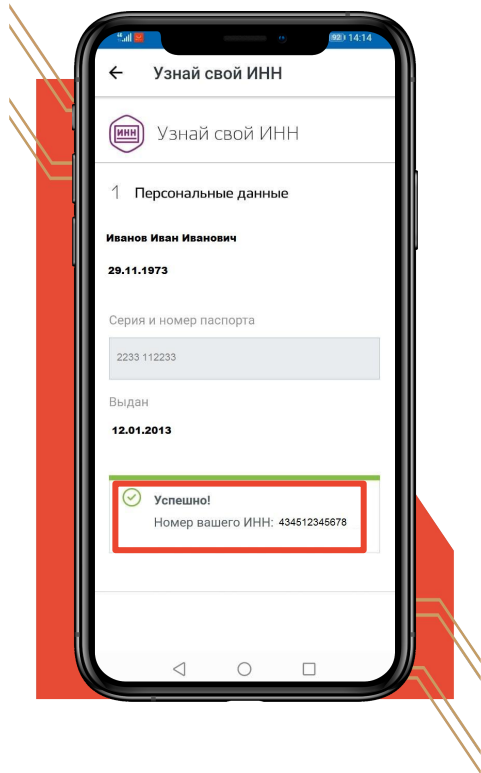 92 14:14
Узнай свой ИНН
ИНН
Узнай свой ИНН
1 Персональные данные
Иванов Иван Иванович
29.11.1973
Серия и номер паспорта
2233 112233
Выдан
12.01.2013
Успешно!
Номер вашего ИНН: 434512345678